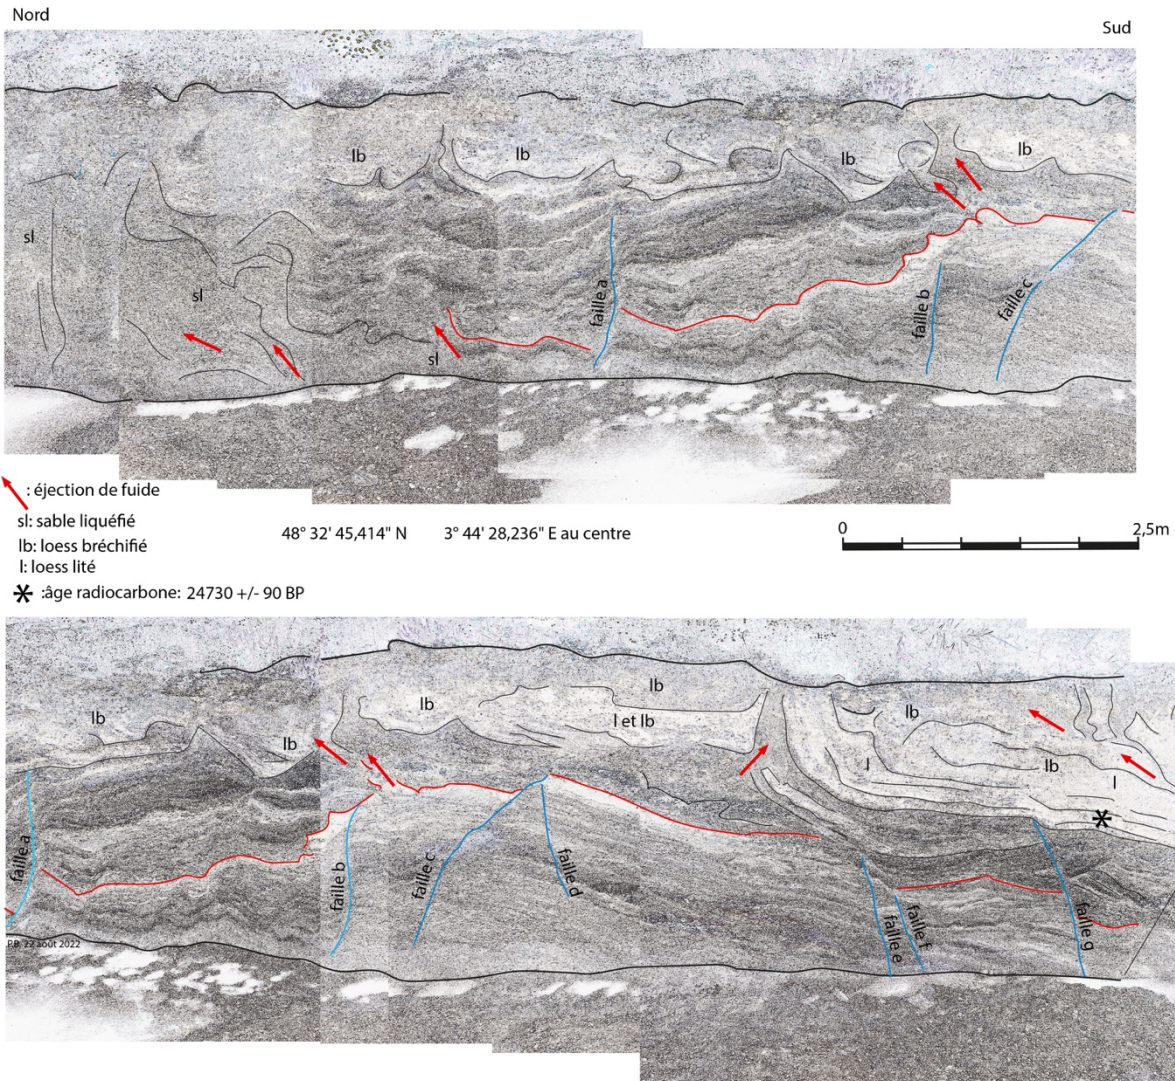 Nord
Sud
lb
lb
lb
lb
sl
sl
sl
faille a
faille b
faille c
: éjection de fuide
sl: sable liquéfié
lb: loess bréchifié
l: loess lité
✱ :âge radiocarbone: 24730 +/- 90 BP
48° 32' 45,414" N 3° 44' 28,236" E au centre
0 2,5m
lb
lb
lb
lb
l et lb
lb
l
lb
l
✱
faille a
faille b
faille c
faille d
faille e
faille f
faille g
P.B. 22 août 2022